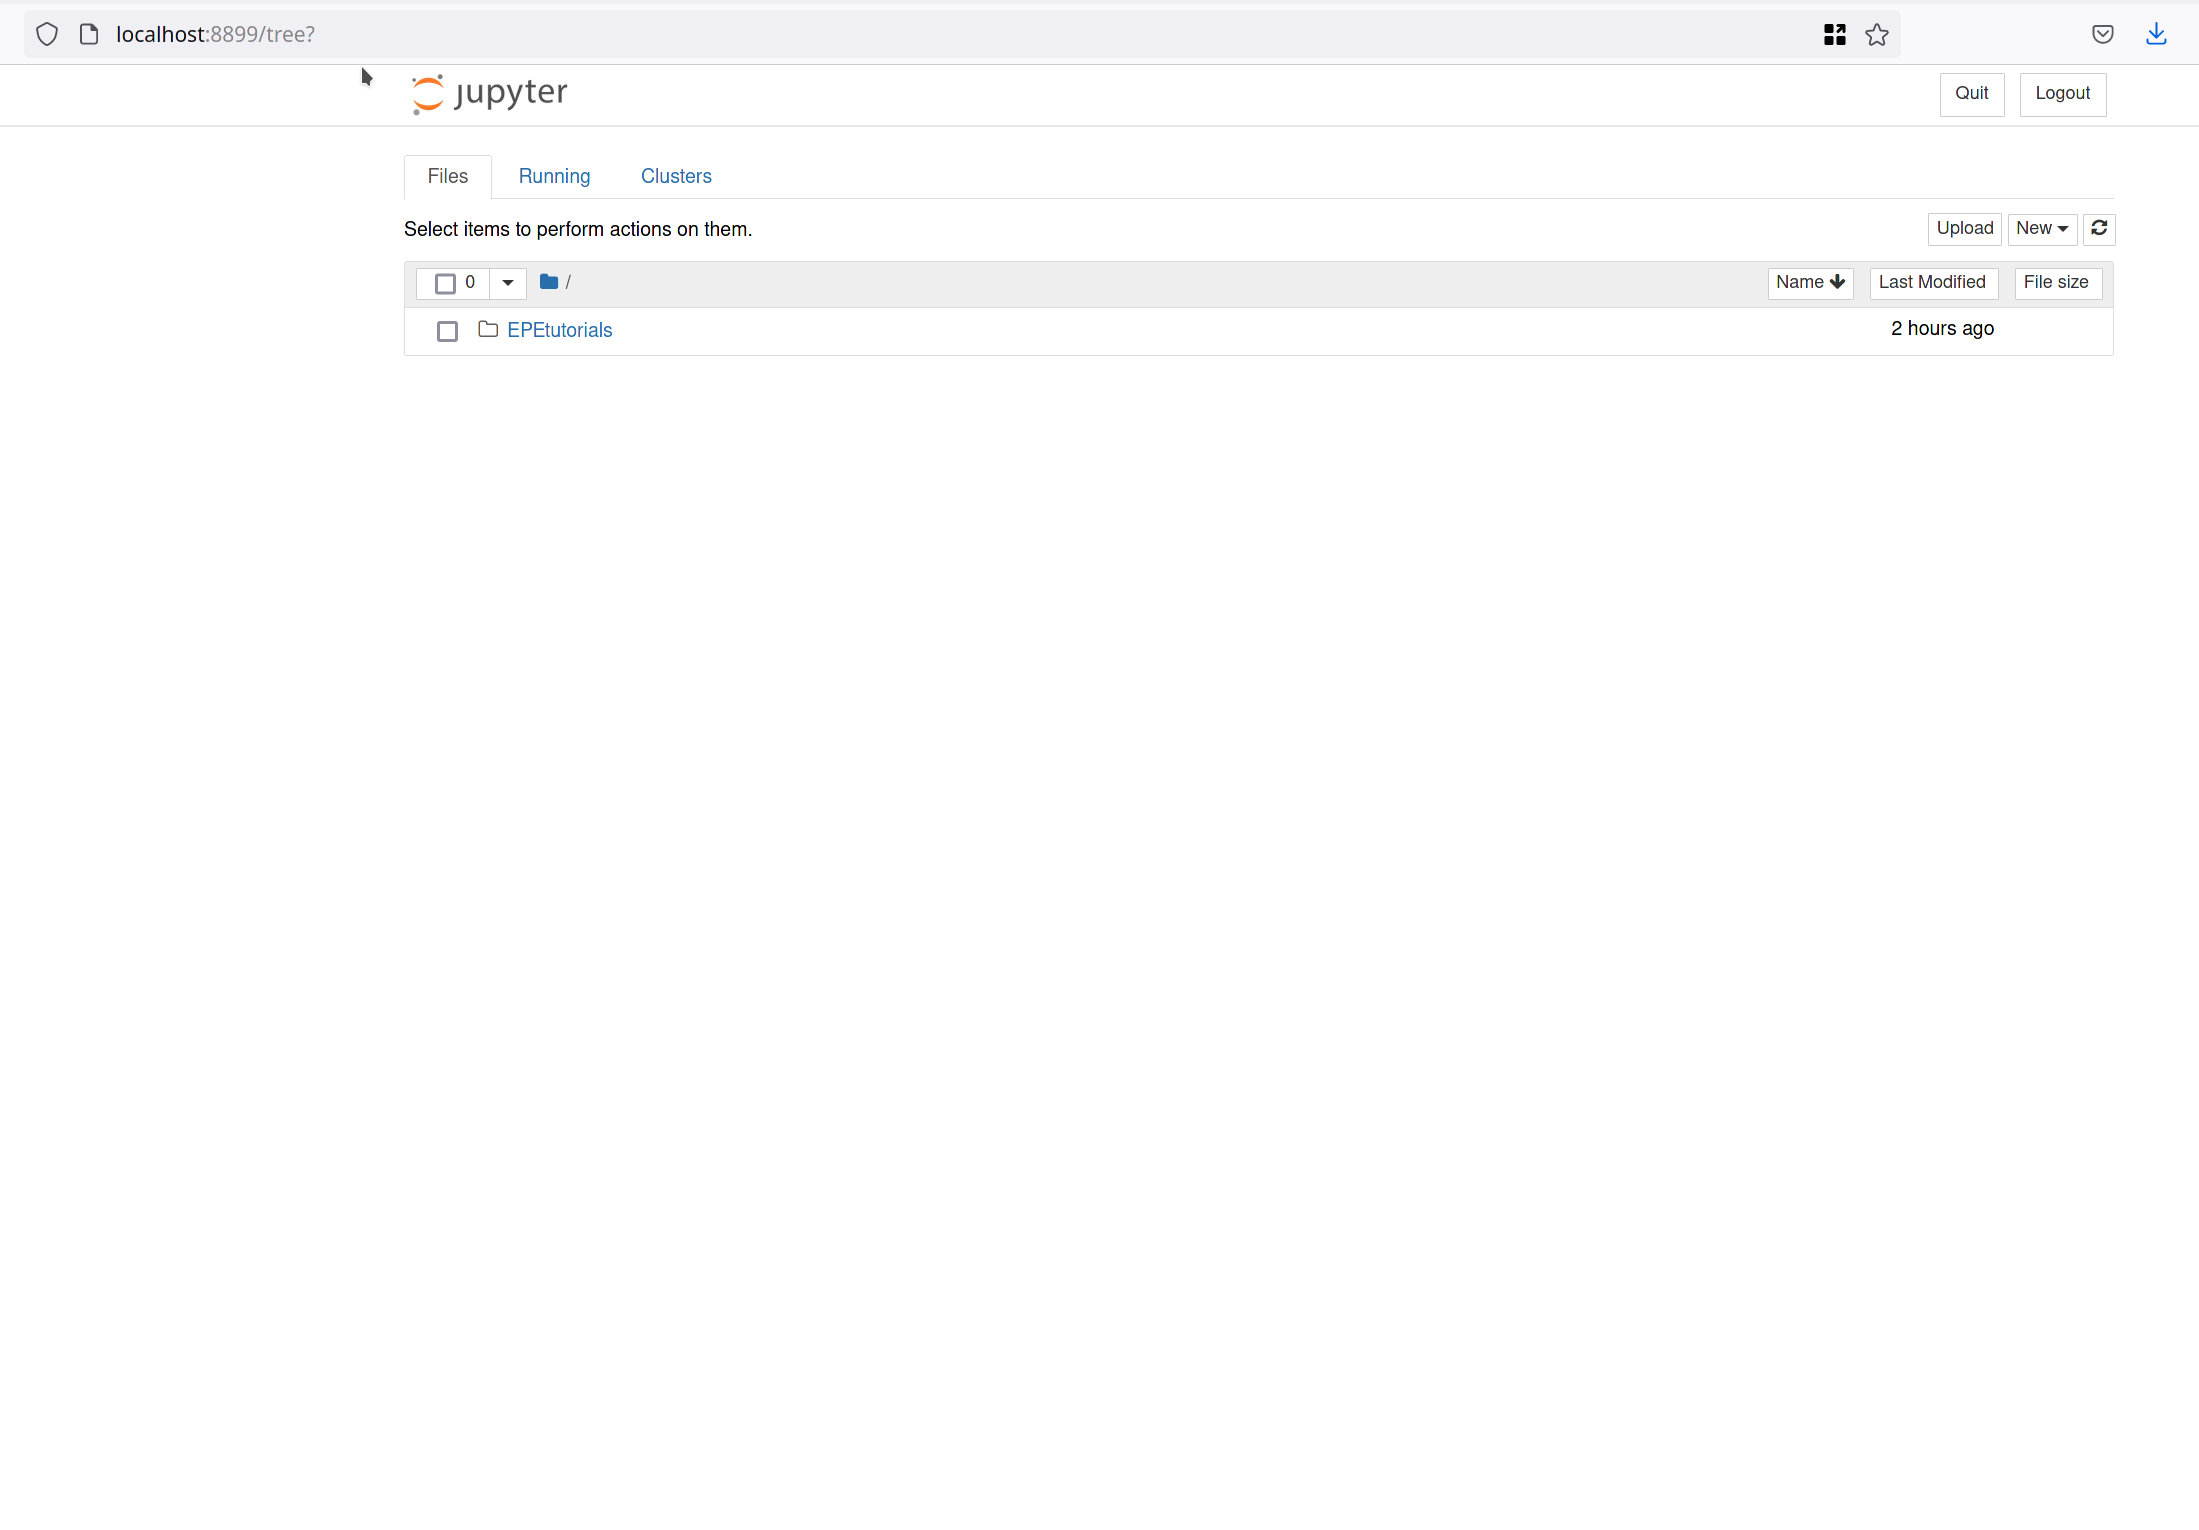 localhost:8899/tree?
jupyter
Quit Logout
Files Running Clusters
Select items to perform actions on them.
Upload New
0 / Name Last Modified File size
EPEtutorials 2 hours ago